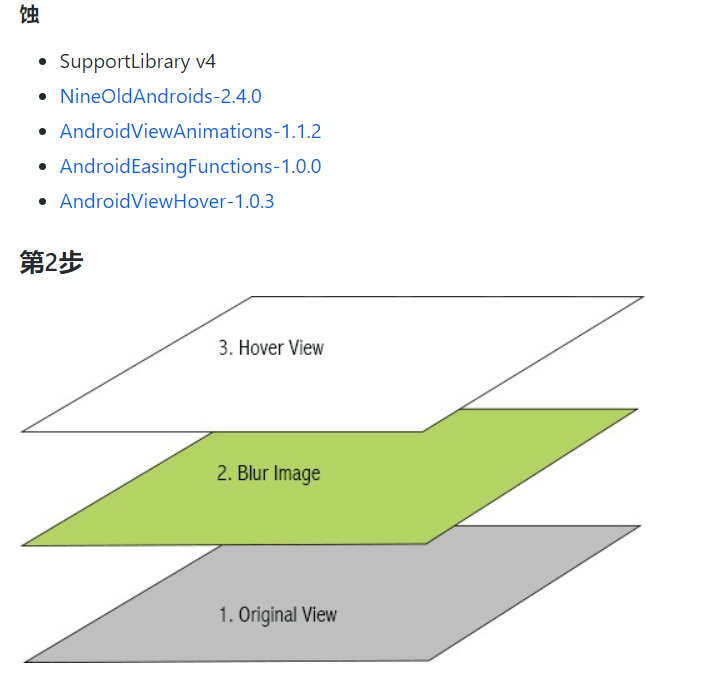 蚀
SupportLibrary v4
NineOldAndroids-2.4.0
AndroidViewAnimations-1.1.2
AndroidEasingFunctions-1.0.0
AndroidViewHover-1.0.3
第2步
3. Hover View
2. Blur Image
1. Original View